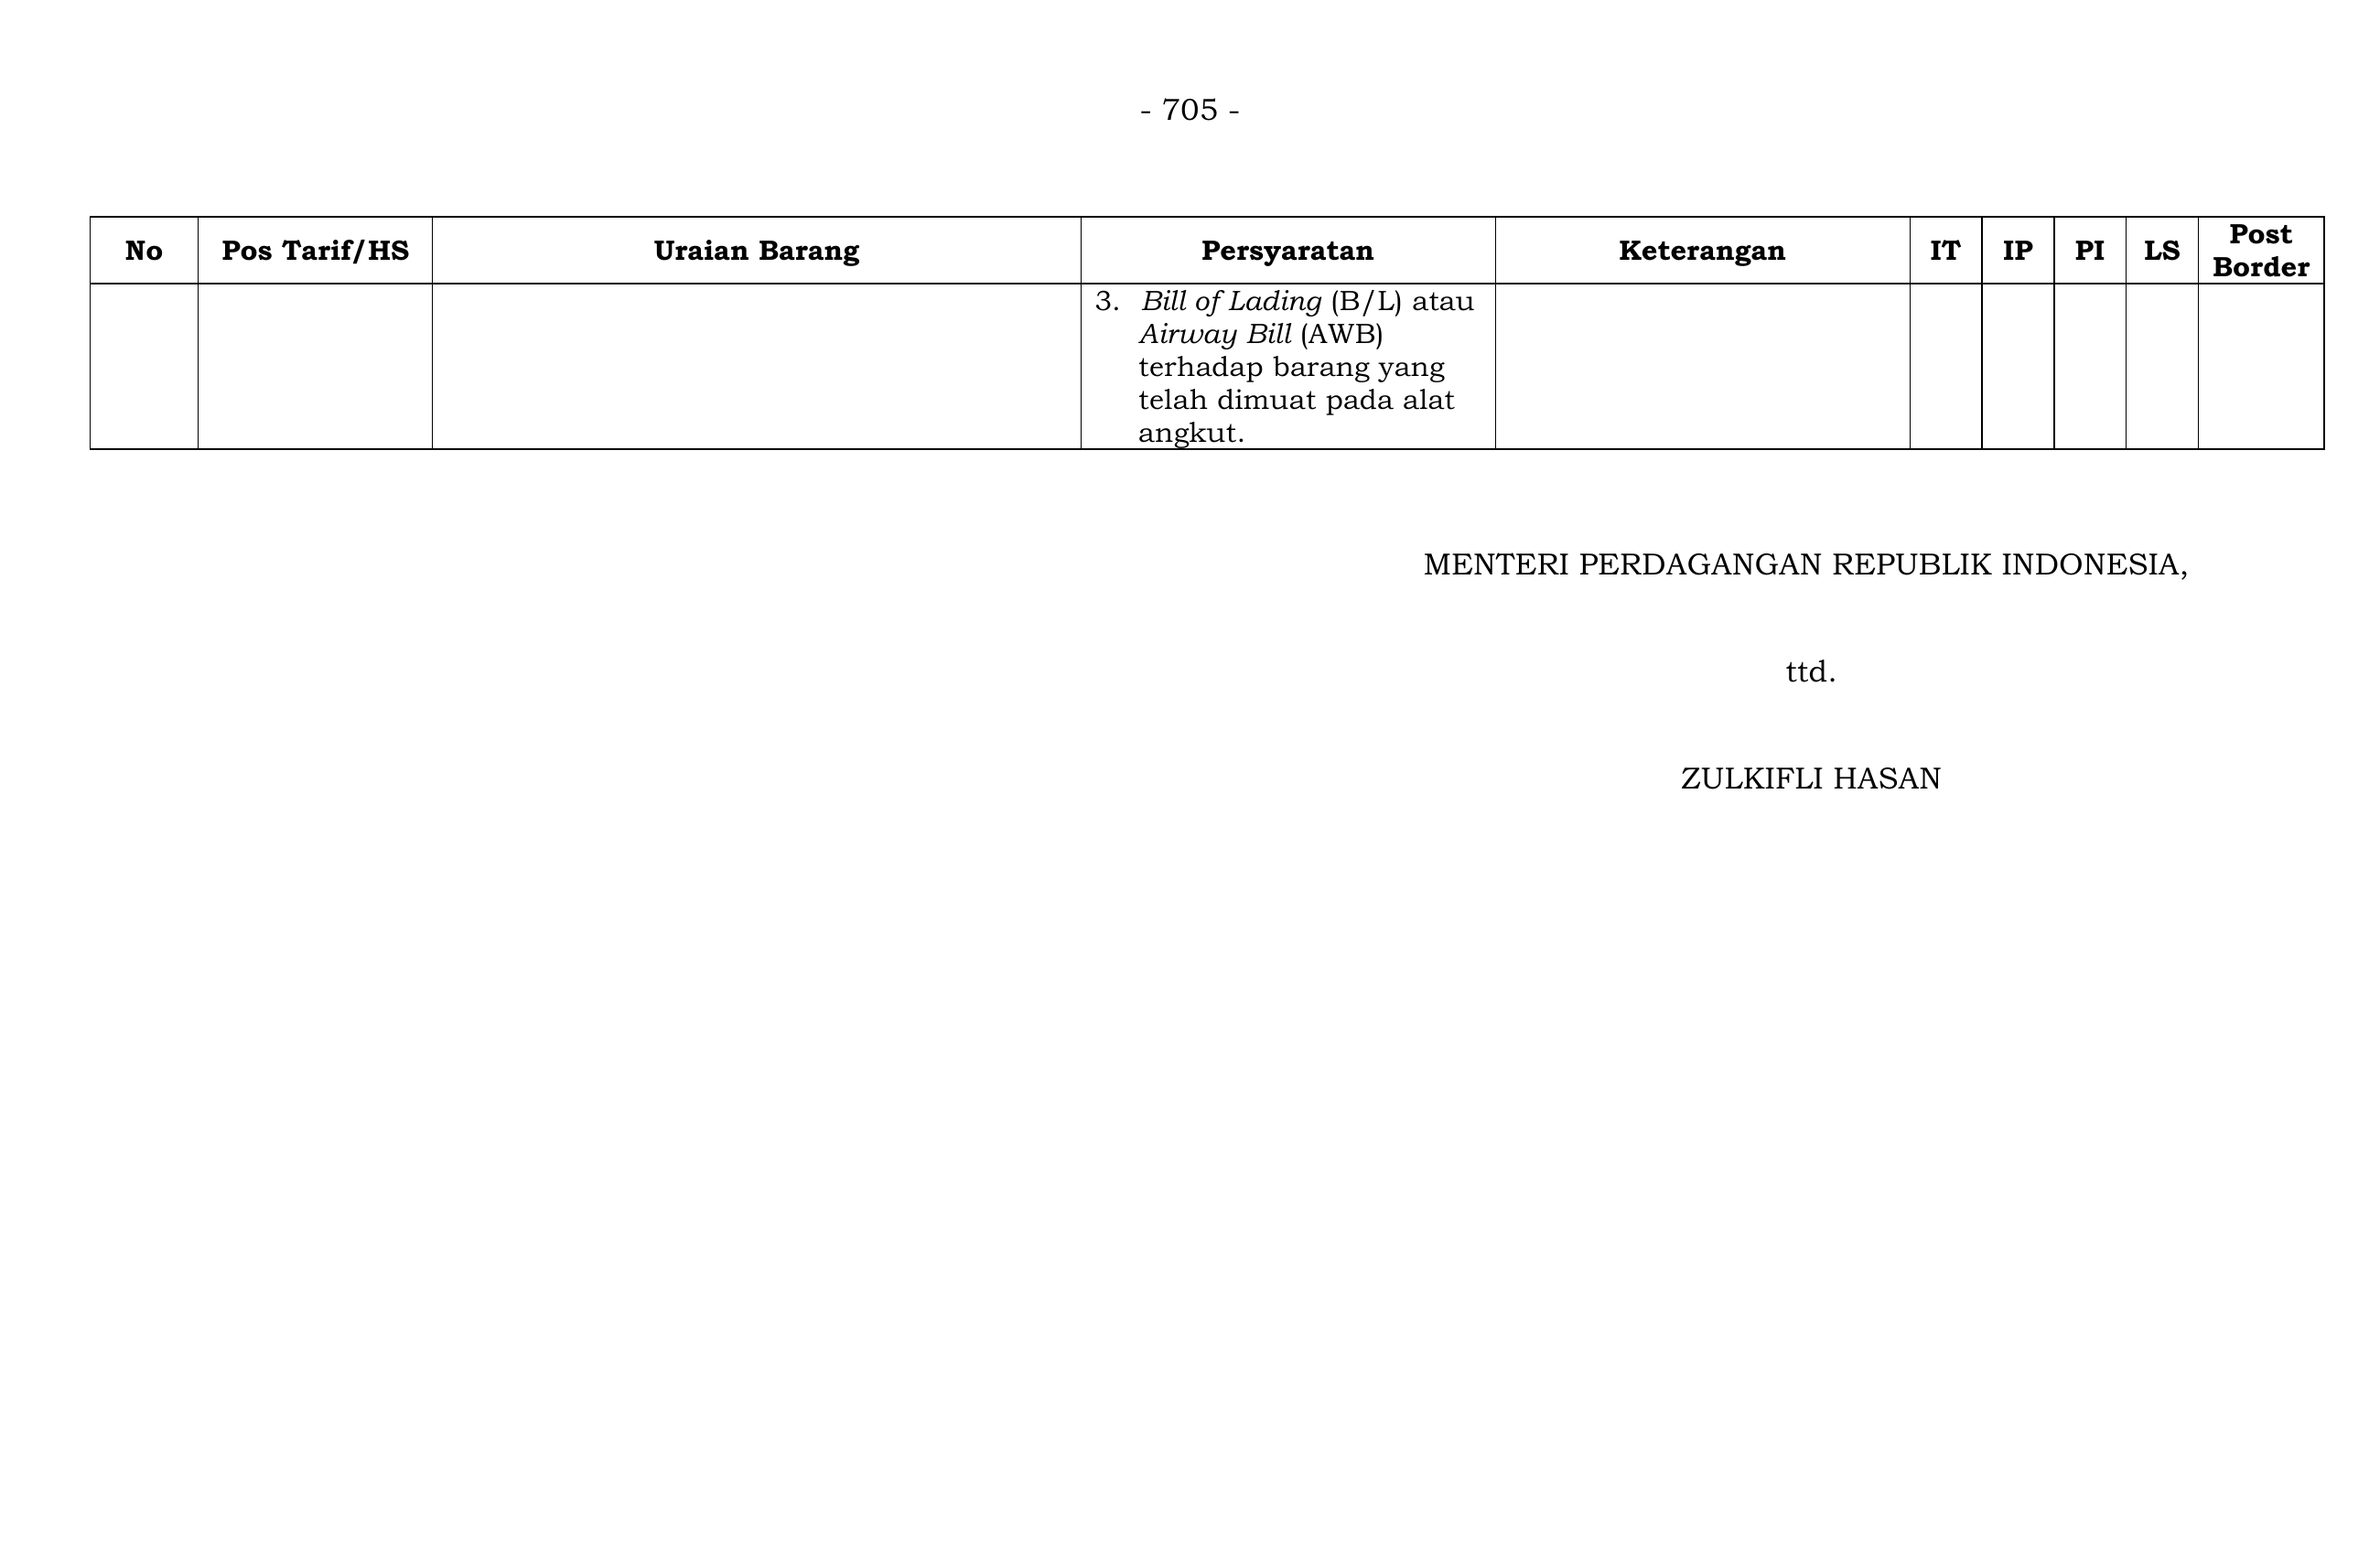 - 705 -
No Pos Tarif/HS Uraian Barang Persyaratan Keterangan IT IP PI LS Post Border
3. Bill of Lading (B/L) atau
Airway Bill (AWB)
terhadap barang yang
telah dimuat pada alat
angkut.
MENTERI PERDAGANGAN REPUBLIK INDONESIA,
ttd.
ZULKIFLI HASAN